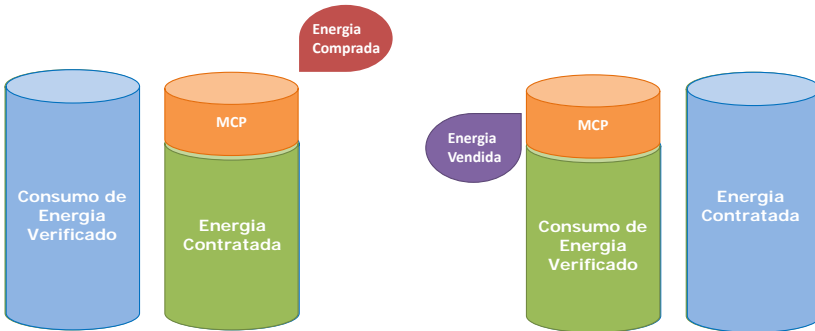 Energia
Comprada
MCP
Consumo de
Energia
Verificado
Energia
Contratada
MCP
Energia
Vendida
Consumo de
Energia
Verificado
Energia
Contratada